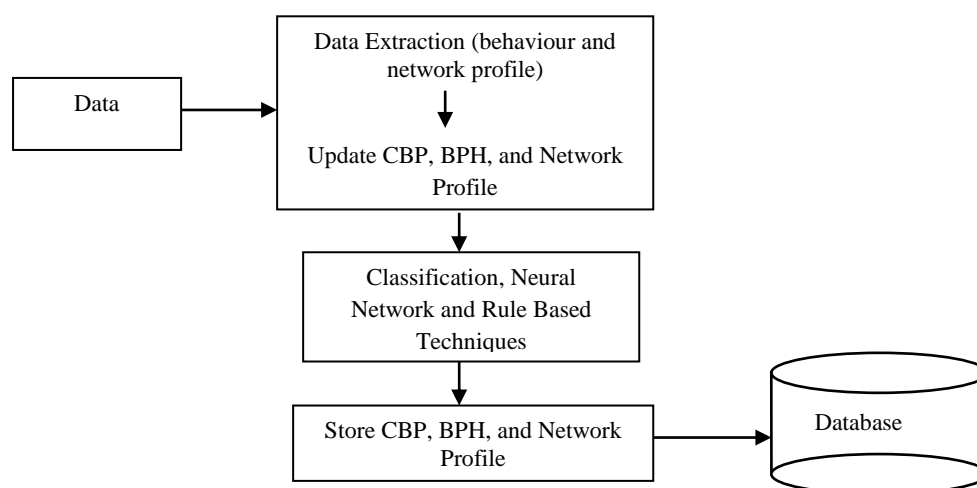 Data Extraction (behaviour and
network profile)
Data
Update CBP, BPH, and Network
Profile
Classification, Neural
Network and Rule Based
Techniques
Store CBP, BPH, and Network
Profile
Database